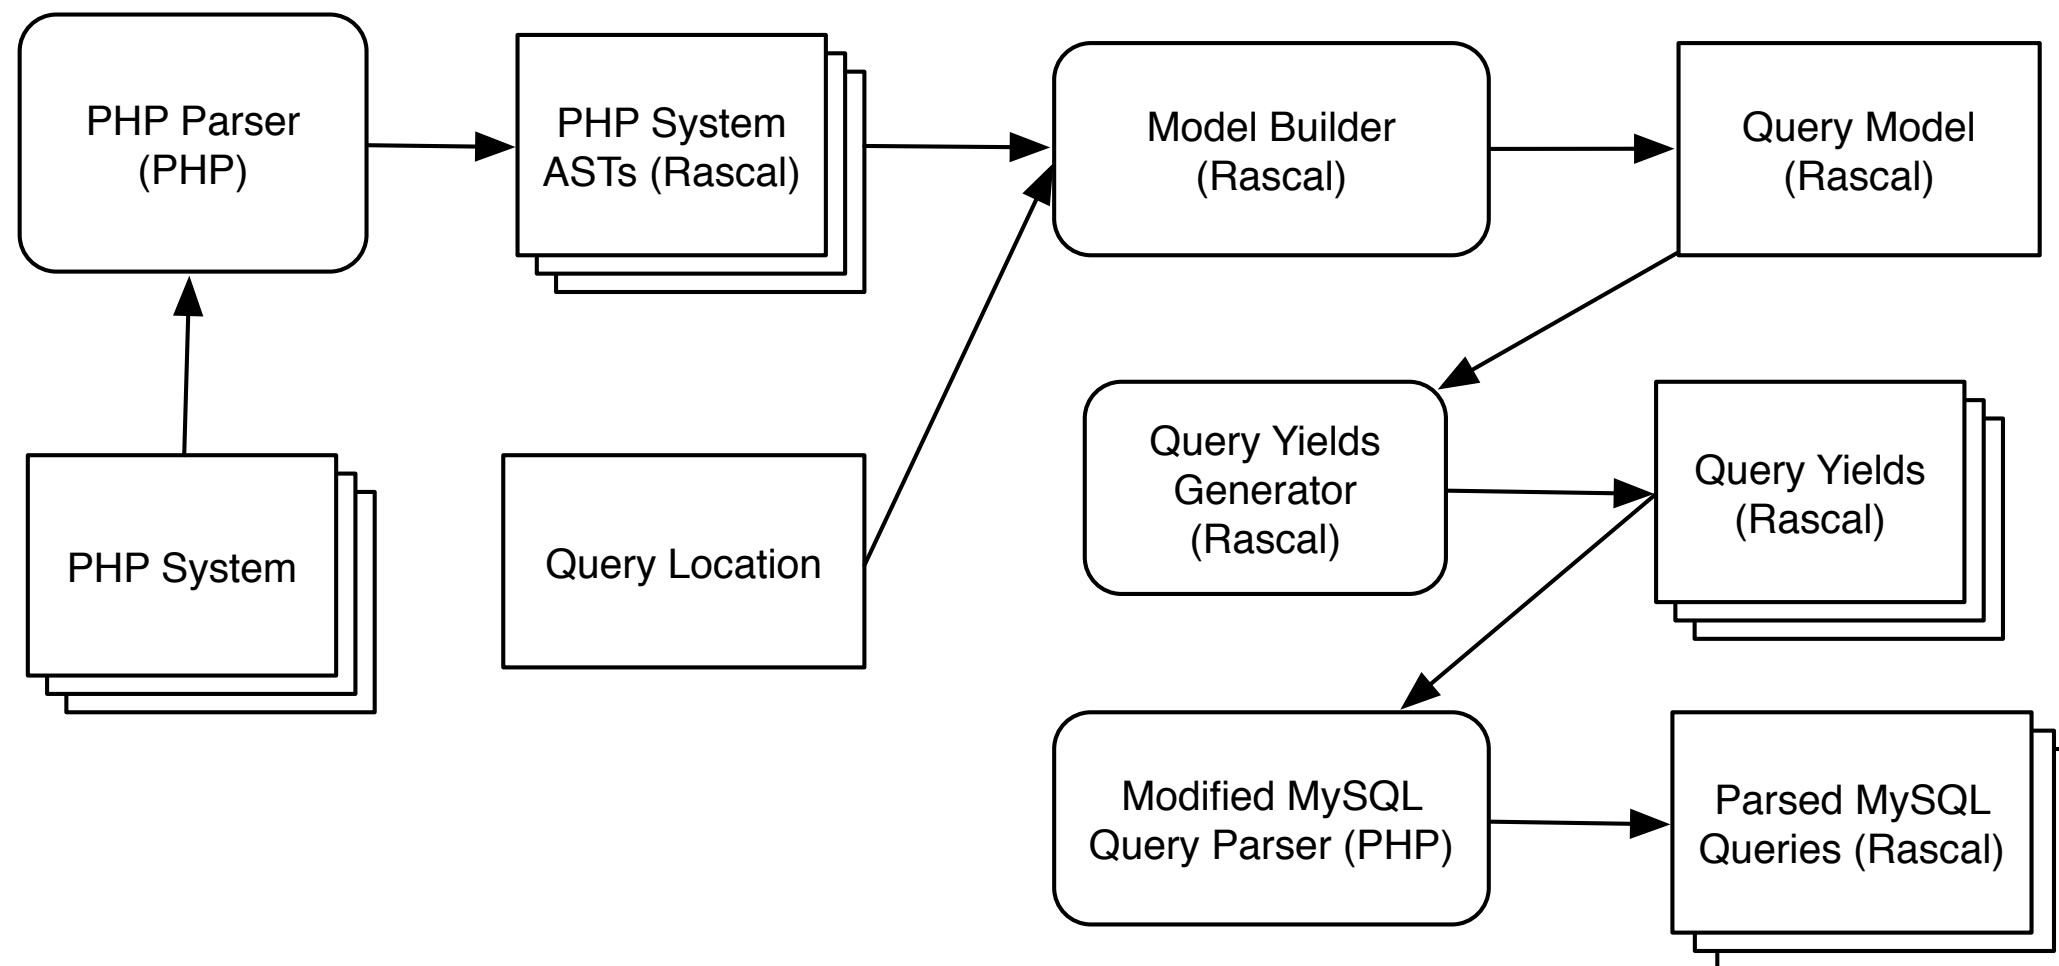 PHP Parser
(PHP)
PHP System
ASTs (Rascal)
Model Builder
(Rascal)
Query Model
(Rascal)
PHP System
Query Location
Query Yields
Generator
(Rascal)
Query Yields
(Rascal)
Modified MySQL
Query Parser (PHP)
Parsed MySQL
Queries (Rascal)